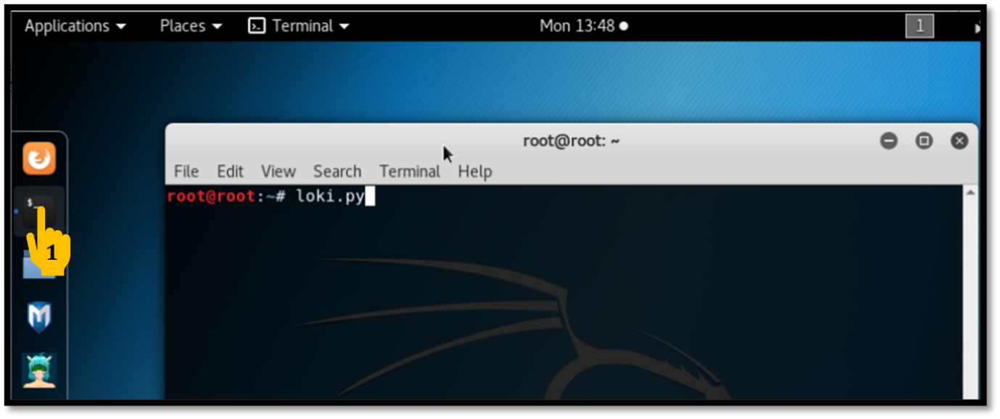 Applications Places Terminal Mon 13:48 1
root@root: ~
File Edit View Search Terminal Help
root@root:~# loki.py
$_
1